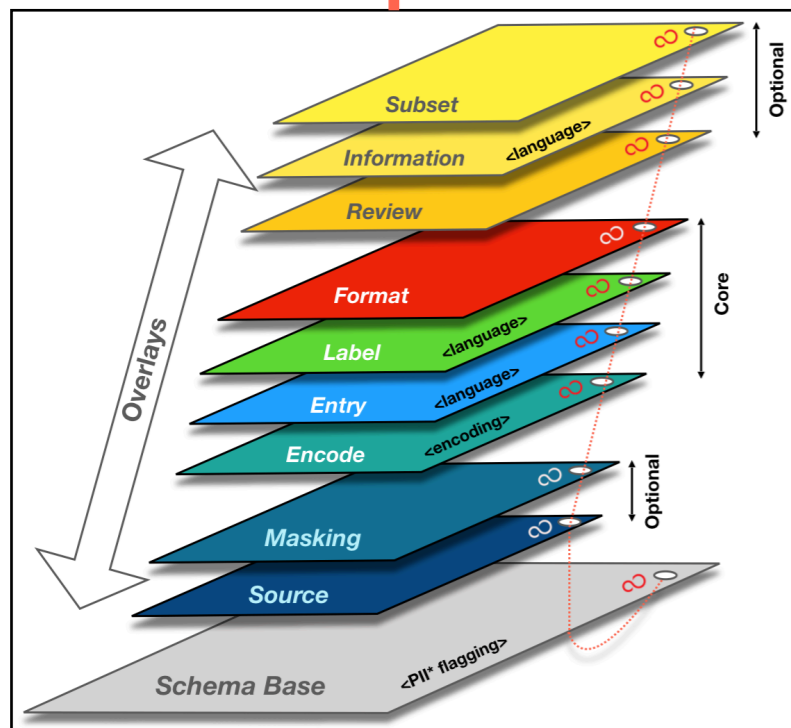 Subset
Optional
Information
<language>
Review
Format
Core
Label
<language>
Overlays
Entry
<language>
Encode
<encoding>
Masking
Optional
Source
Schema Base
<PII* flagging>